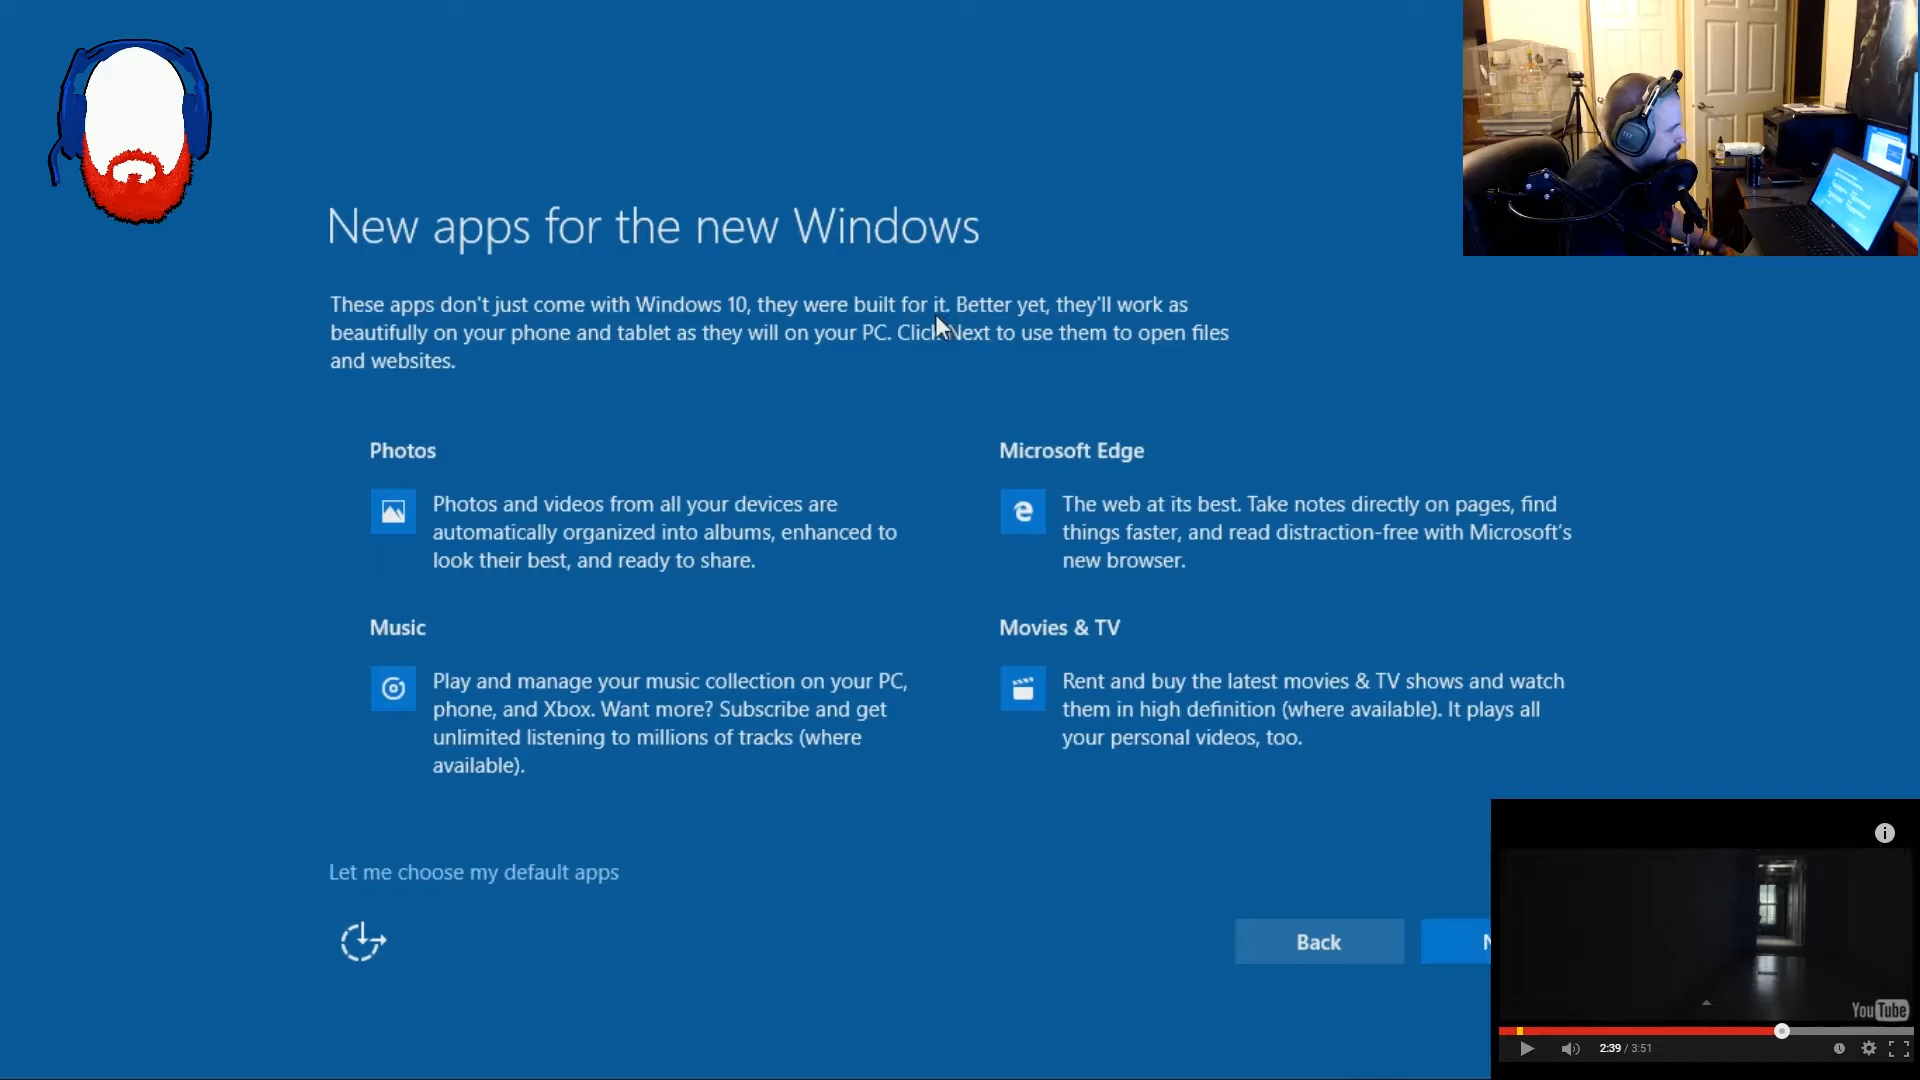 New apps for the new Windows
These apps don't just come with Windows 10, they were built for it. Better yet, they'll work as
beautifully on your phone and tablet as they will on your PC. Click Next to use them to open files
and websites.
Photos
Photos and videos from all your devices are
automatically organized into albums, enhanced to
look their best, and ready to share.
Microsoft Edge
The web at its best. Take notes directly on pages, find
things faster, and read distraction-free with Microsoft's
new browser.
Music
Play and manage your music collection on your PC,
phone, and Xbox. Want more? Subscribe and get
unlimited listening to millions of tracks (where
available).
Movies & TV
Rent and buy the latest movies & TV shows and watch
them in high definition (where available). It plays all
your personal videos, too.
Let me choose my default apps
Back
YouTube
2:39 / 3:51